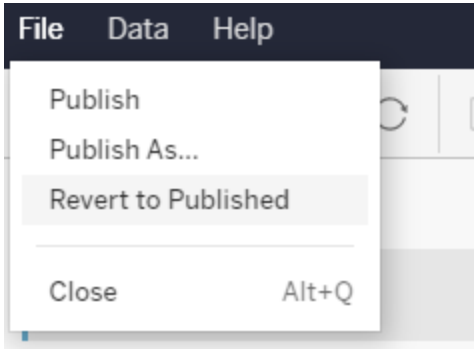 File Data Help
Publish
Publish As...
Revert to Published
Close Alt+Q